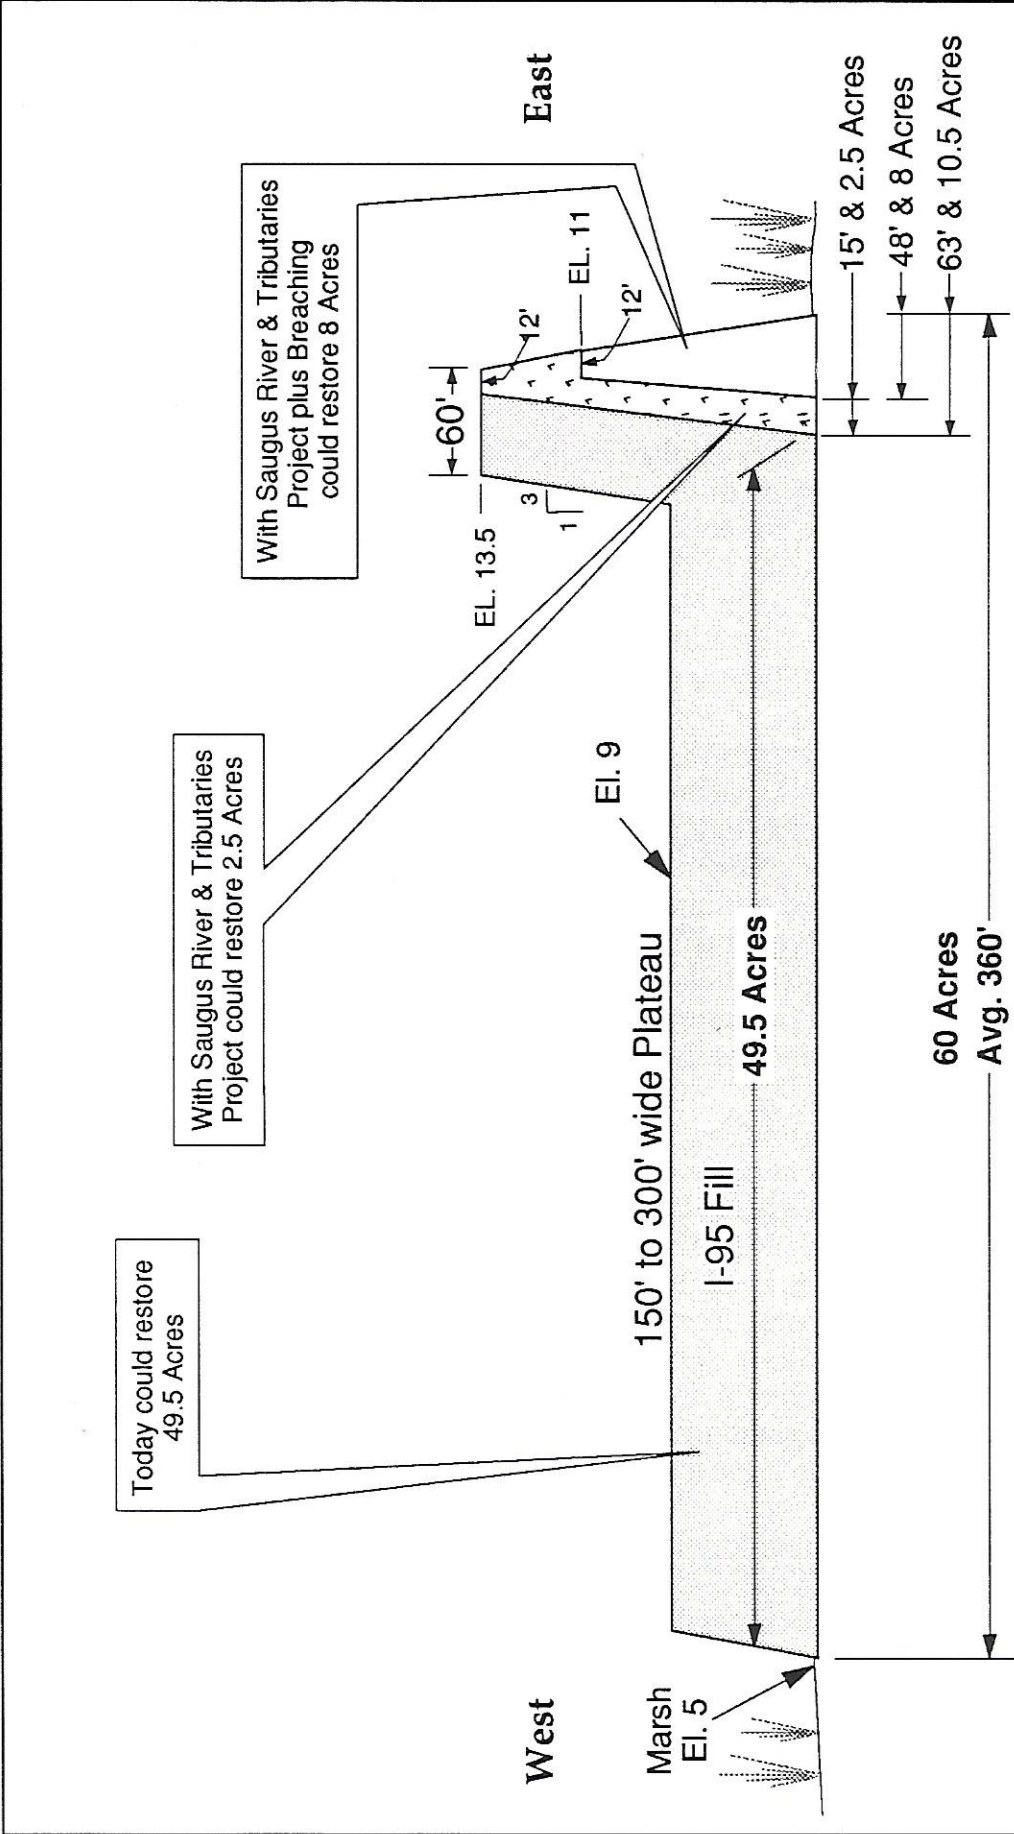 Today could restore
49.5 Acres
With Saugus River & Tributaries
Project could restore 2.5 Acres
With Saugus River & Tributaries
Project plus Breaching
could restore 8 Acres
West
East
60'
12'
EL. 11
12'
EL. 13.5
3
1
El. 9
150' to 300' wide Plateau
I-95 Fill
49.5 Acres
Marsh
El. 5
15' & 2.5 Acres
48' & 8 Acres
63' & 10.5 Acres
60 Acres
Avg. 360'